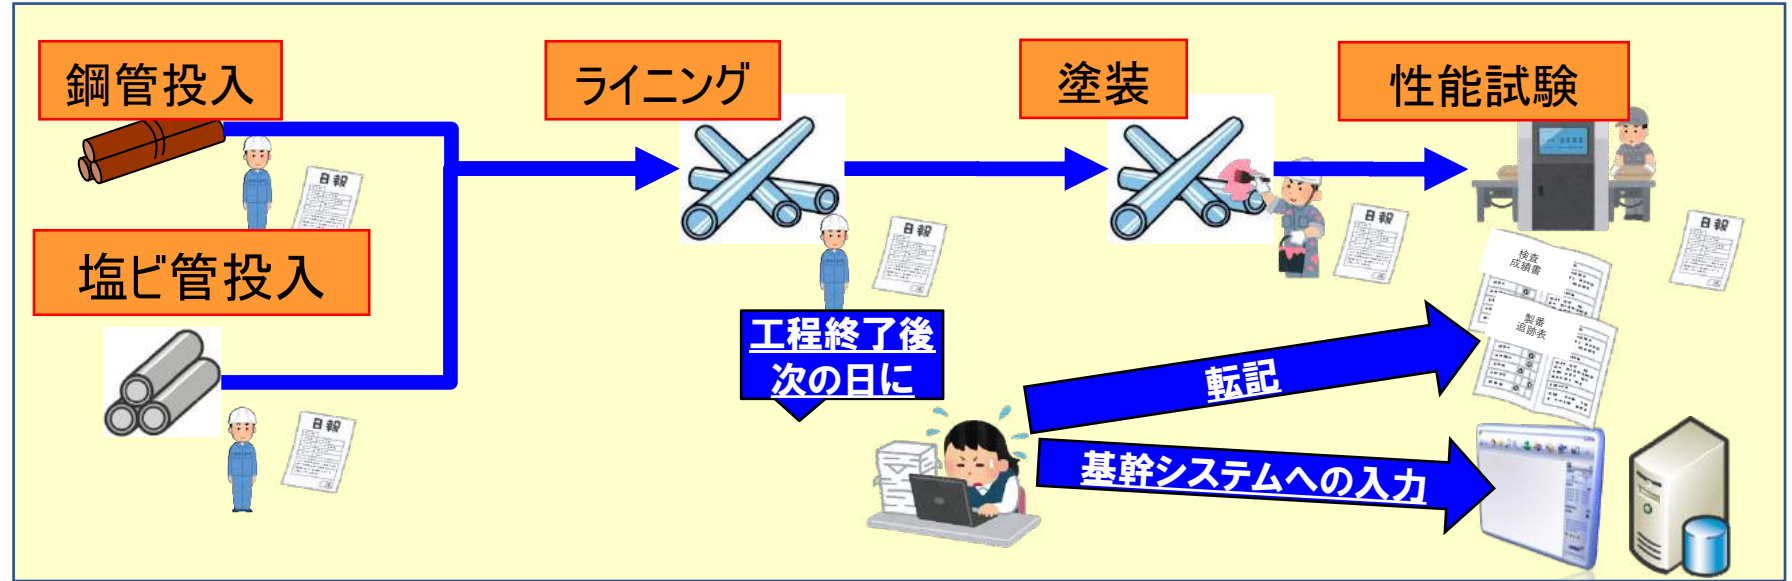 鋼管投入
ライニング
塗装
性能試験
日報
塩ビ管投入
日報
日報
日報
日報
検査
成績書
製番
追跡表
工程終了後
次の日に
転記
基幹システムへの入力